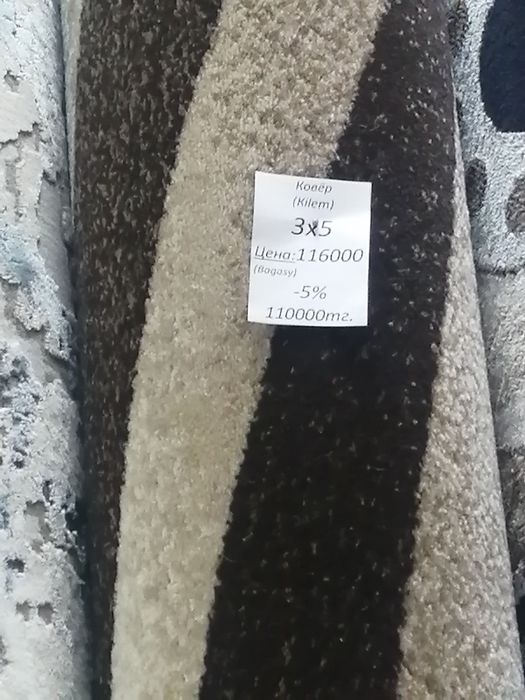 Ковёр
(Kilem)
3x5
Цена:116000
(Bagasy)
-5%
110000тг.